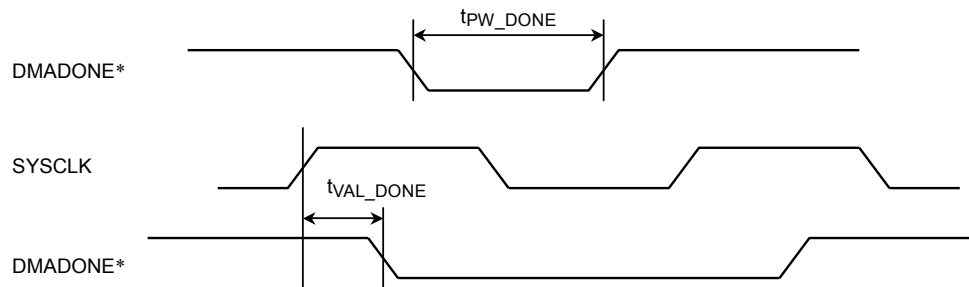 tPW_DONE
DMADONE*
SYSCLK
tVAL_DONE
DMADONE*